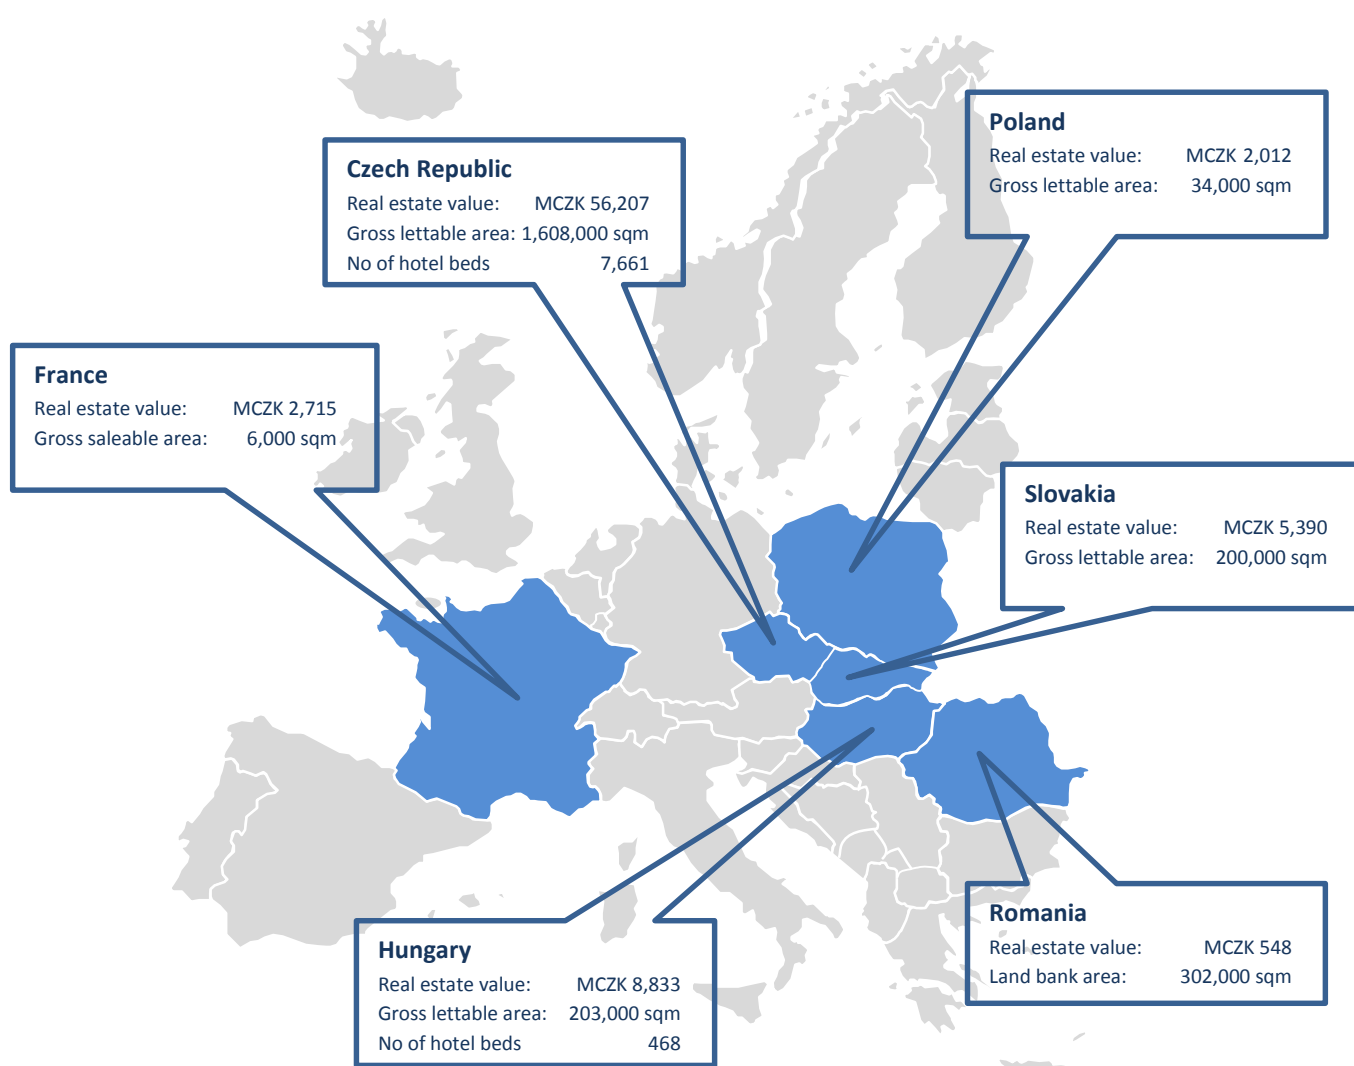 Poland
Real estate value: MCZK 2,012
Gross lettable area: 34,000 sqm
Czech Republic
Real estate value: MCZK 56,207
Gross lettable area: 1,608,000 sqm
No of hotel beds 7,661
France
Real estate value: MCZK 2,715
Gross saleable area: 6,000 sqm
Slovakia
Real estate value: MCZK 5,390
Gross lettable area: 200,000 sqm
Romania
Real estate value: MCZK 548
Land bank area: 302,000 sqm
Hungary
Real estate value: MCZK 8,833
Gross lettable area: 203,000 sqm
No of hotel beds 468